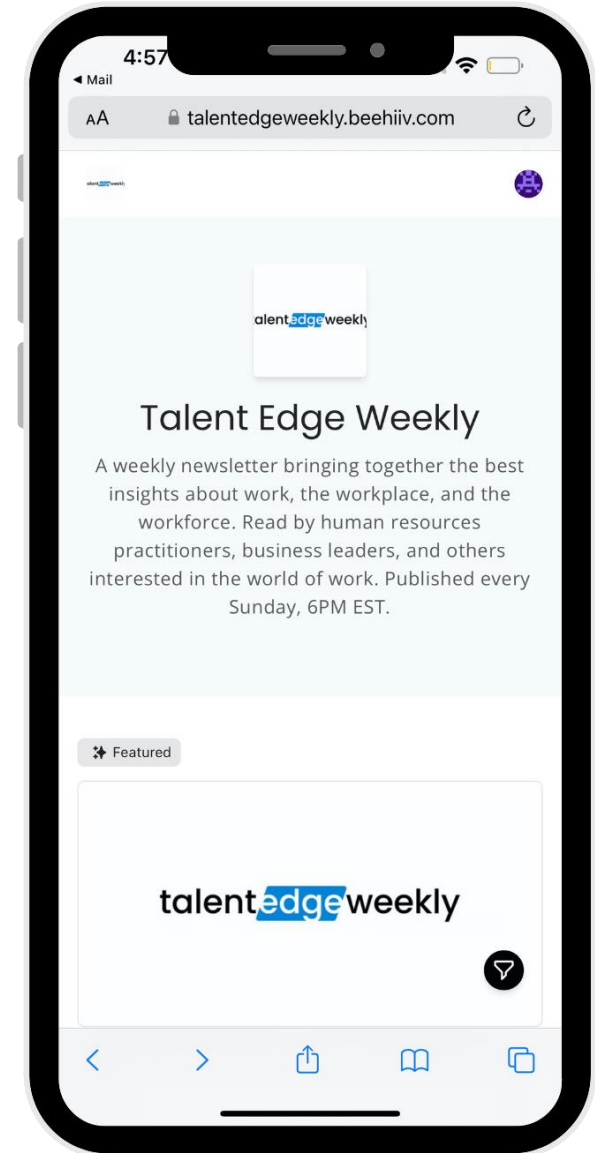 4:57
◀ Mail
AA talentedgeweekly.beehiiv.com
talentedgeweekly
talentedgeweekly
Talent Edge Weekly
A weekly newsletter bringing together the best
insights about work, the workplace, and the
workforce. Read by human resources
practitioners, business leaders, and others
interested in the world of work. Published every
Sunday, 6PM EST.
Featured
talentedgeweekly